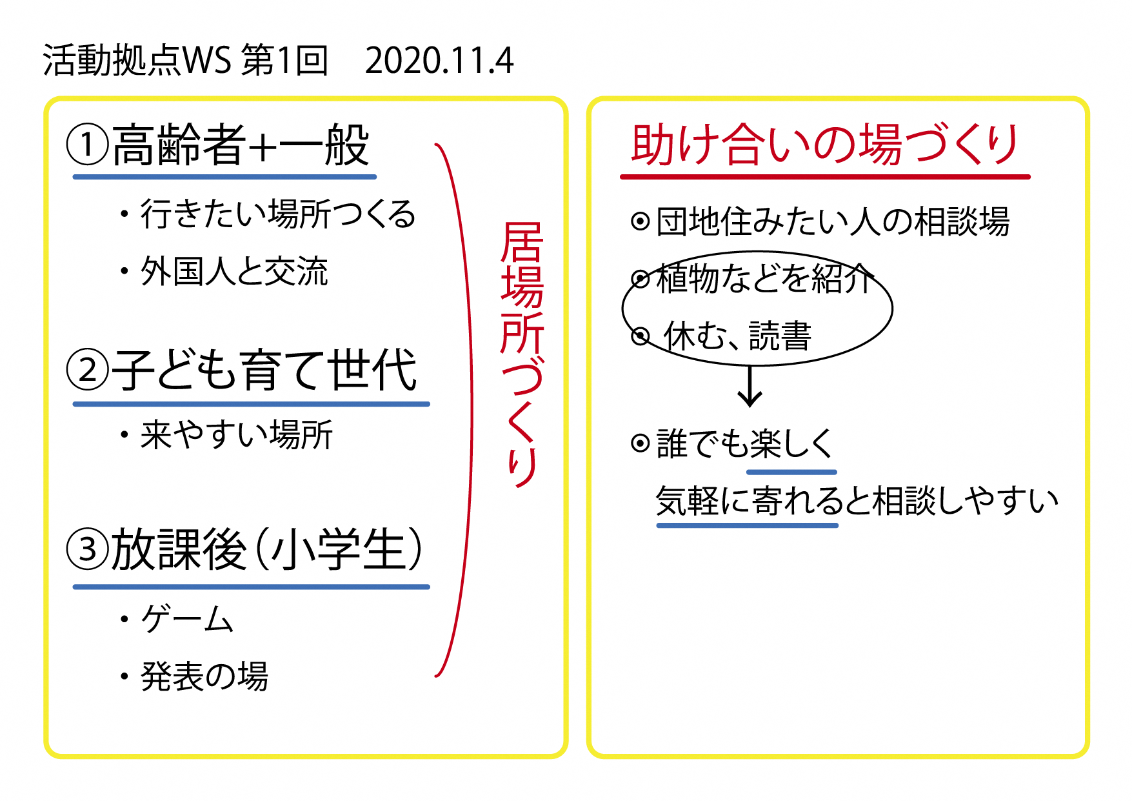 活動拠点WS 第1回　2020.11.4
①高齢者+一般
・行きたい場所つくる
・外国人と交流
②子ども育て世代
・来やすい場所
③放課後（小学生）
・ゲーム
・発表の場
居場所づくり
助け合いの場づくり
◉団地住みたい人の相談場
◉植物などを紹介
◉ 休む、読書
◉誰でも楽しく
気軽に寄れると相談しやすい